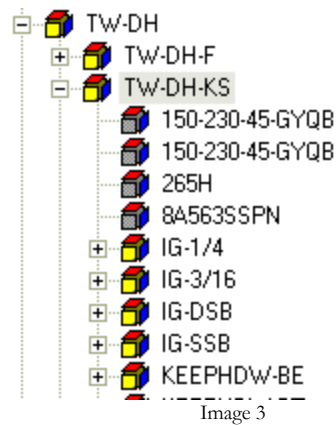 TW-DH
TW-DH-F
TW-DH-KS
150-230-45-GYQB
150-230-45-GYQB
265H
8A563SSPN
IG-1/4
IG-3/16
IG-DSB
IG-SSB
KEEPHDW-BE
Image 3